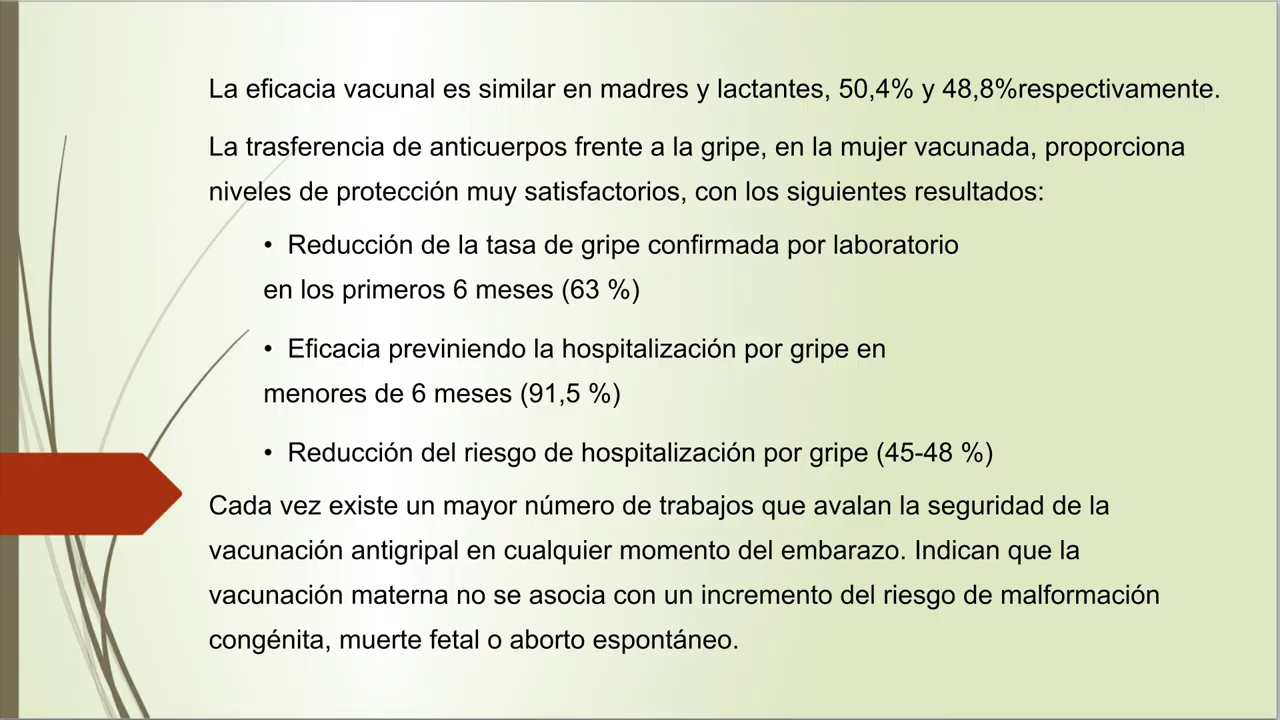 La eficacia vacunal es similar en madres y lactantes, 50,4% y 48,8%respectivamente.
La trasferencia de anticuerpos frente a la gripe, en la mujer vacunada, proporciona
niveles de protección muy satisfactorios, con los siguientes resultados:
• Reducción de la tasa de gripe confirmada por laboratorio
en los primeros 6 meses (63 %)
• Eficacia previniendo la hospitalización por gripe en
menores de 6 meses (91,5 %)
• Reducción del riesgo de hospitalización por gripe (45-48 %)
Cada vez existe un mayor número de trabajos que avalan la seguridad de la
vacunación antigripal en cualquier momento del embarazo. Indican que la
vacunación materna no se asocia con un incremento del riesgo de malformación
congénita, muerte fetal o aborto espontáneo.